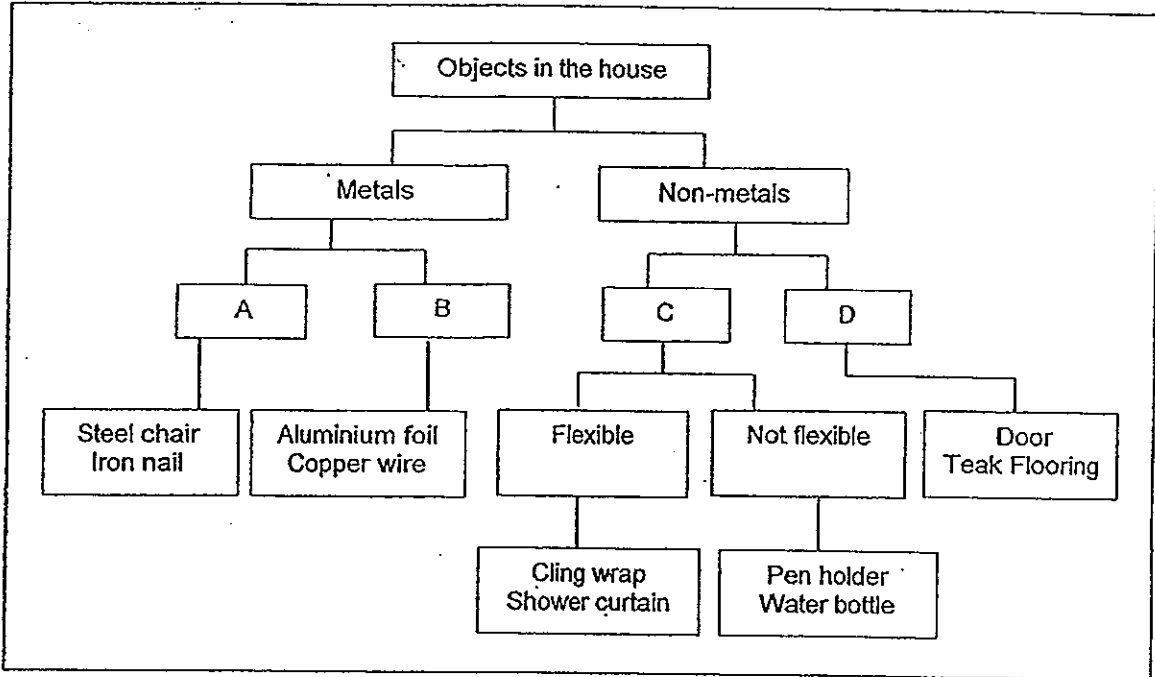 Objects in the house
Metals
Non-metals
A
B
C
D
Steel chair
Iron nail
Aluminium foil
Copper wire
Flexible
Not flexible
Door
Teak Flooring
Cling wrap
Shower curtain
Pen holder
Water bottle